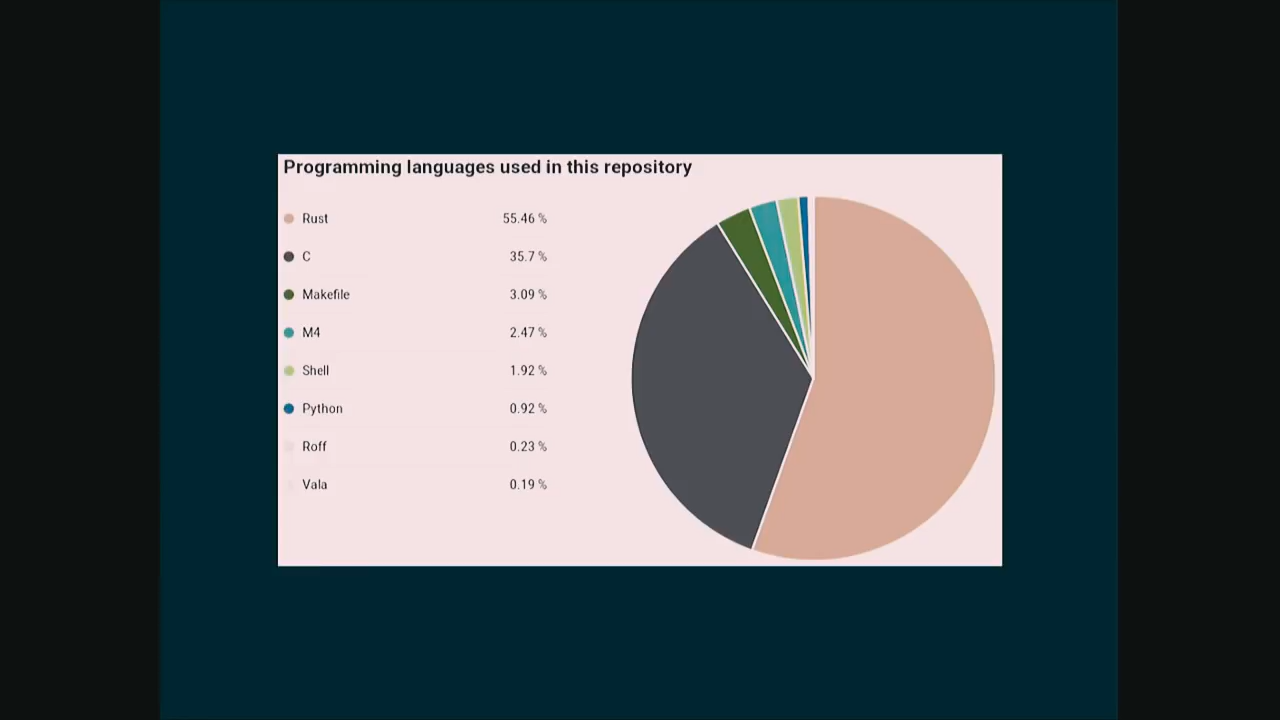 Programming languages used in this repository
Rust 55.46 %
C 35.7 %
Makefile 3.09 %
M4 2.47 %
Shell 1.92 %
Python 0.92 %
Roff 0.23 %
Vala 0.19 %